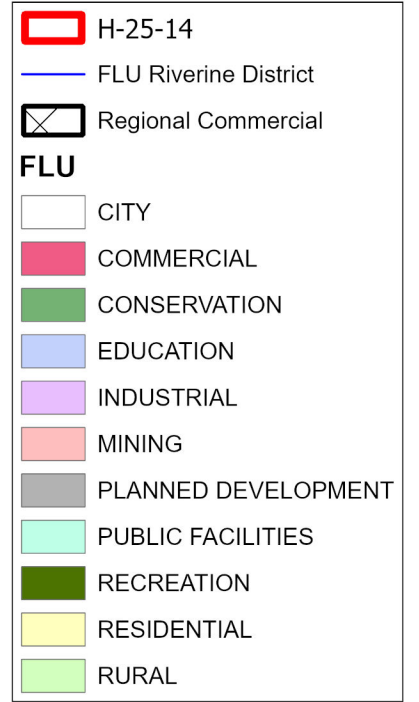 H-25-14
FLU Riverine District
Regional Commercial
FLU
CITY
COMMERCIAL
CONSERVATION
EDUCATION
INDUSTRIAL
MINING
PLANNED DEVELOPMENT
PUBLIC FACILITIES
RECREATION
RESIDENTIAL
RURAL